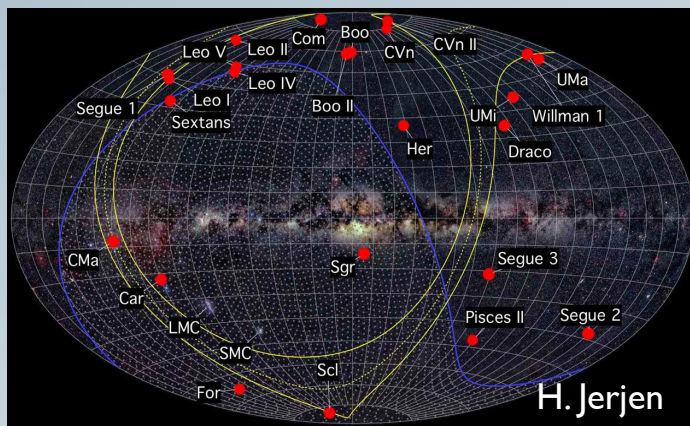 Com
Boo
Leo V
Leo II
CVn
CVn II
UMa
Leo IV
Segue 1
Leo I
Boo II
Sextans
UMi
Willman 1
Her
Draco
CMa
Sgr
Segue 3
Car
LMC
Pisces II
Segue 2
SMC
Scl
For
H. Jerjen